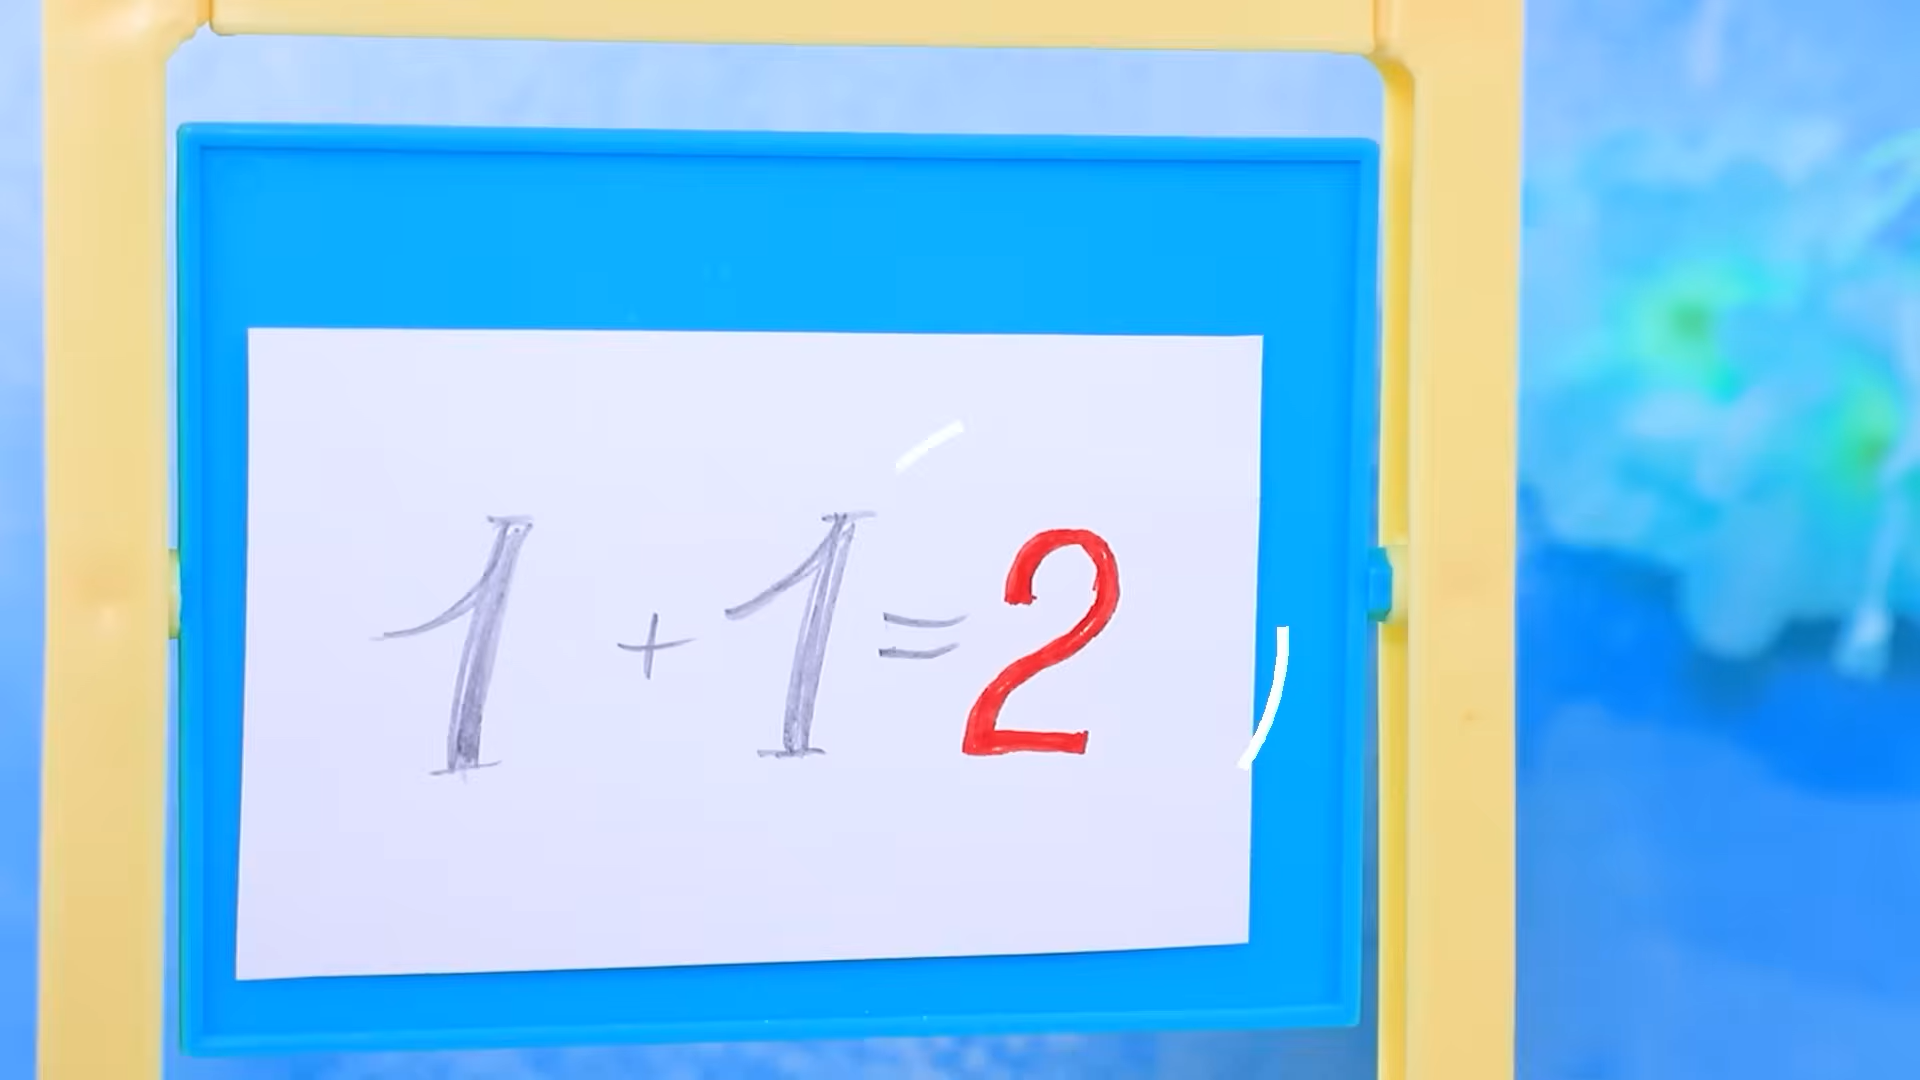 1 + 1 = 2